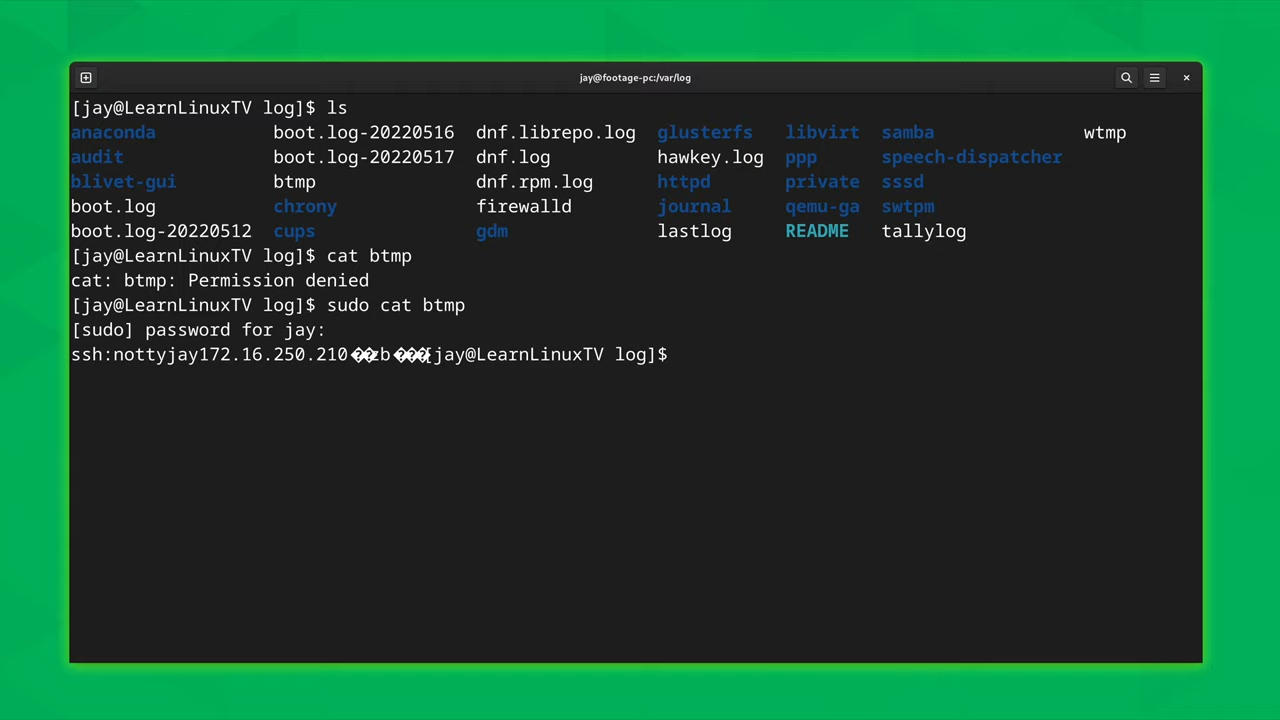 jay@footage-pc:/var/log
[jay@LearnLinuxTV log]$ ls
anaconda boot.log-20220516 dnf.librepo.log glusterfs libvirt samba wtmp
audit boot.log-20220517 dnf.log hawkey.log ppp speech-dispatcher
blivet-gui btmp dnf.rpm.log httpd private sssd
boot.log chrony firewalld journal qemu-ga swtpm
boot.log-20220512 cups gdm lastlog README tallylog
[jay@LearnLinuxTV log]$ cat btmp
cat: btmp: Permission denied
[jay@LearnLinuxTV log]$ sudo cat btmp
[sudo] password for jay:
ssh:nottyjay172.16.250.210��zb���[jay@LearnLinuxTV log]$